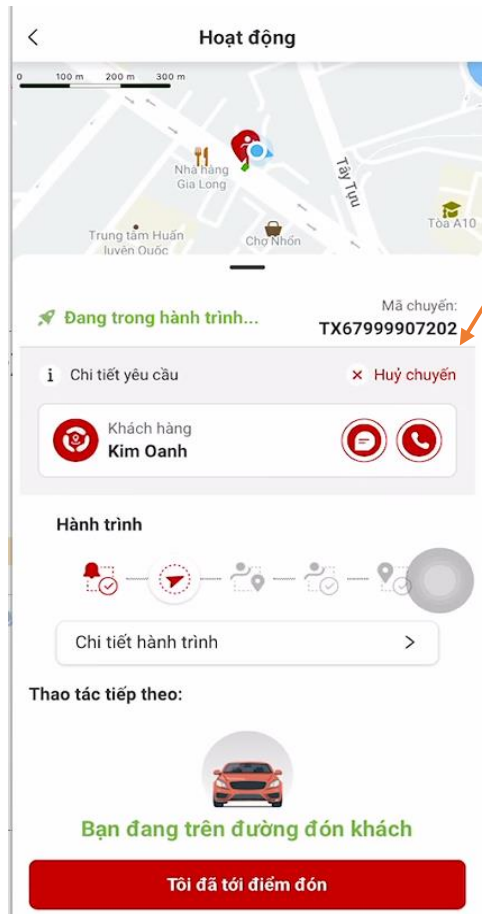 Hoạt động
0 100 m 200 m 300 m
Nhà hàng
Gia Long
Tây Tựu
Tòa A10
Trung tâm Huấn
luyện Quốc
Chợ Nhổn
Đang trong hành trình...
Mã chuyến:
TX67999907202
i Chi tiết yêu cầu
× Huỷ chuyến
Khách hàng
Kim Oanh
Hành trình
Chi tiết hành trình >
Thao tác tiếp theo:
Bạn đang trên đường đón khách
Tôi đã tới điểm đón